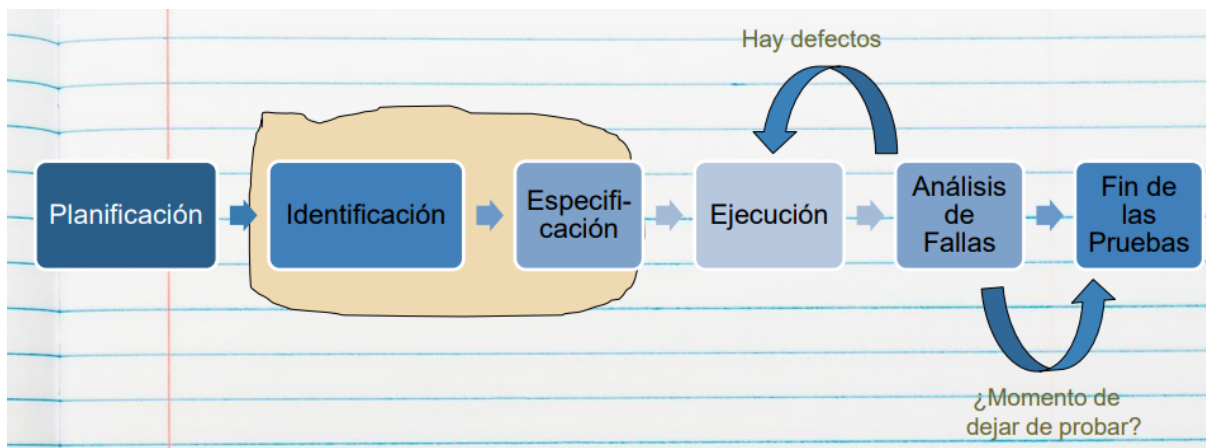 Hay defectos
Planificación
Identificación
Especifi-
cación
Ejecución
Análisis
de
Fallas
Fin de
las
Pruebas
¿Momento de
dejar de probar?